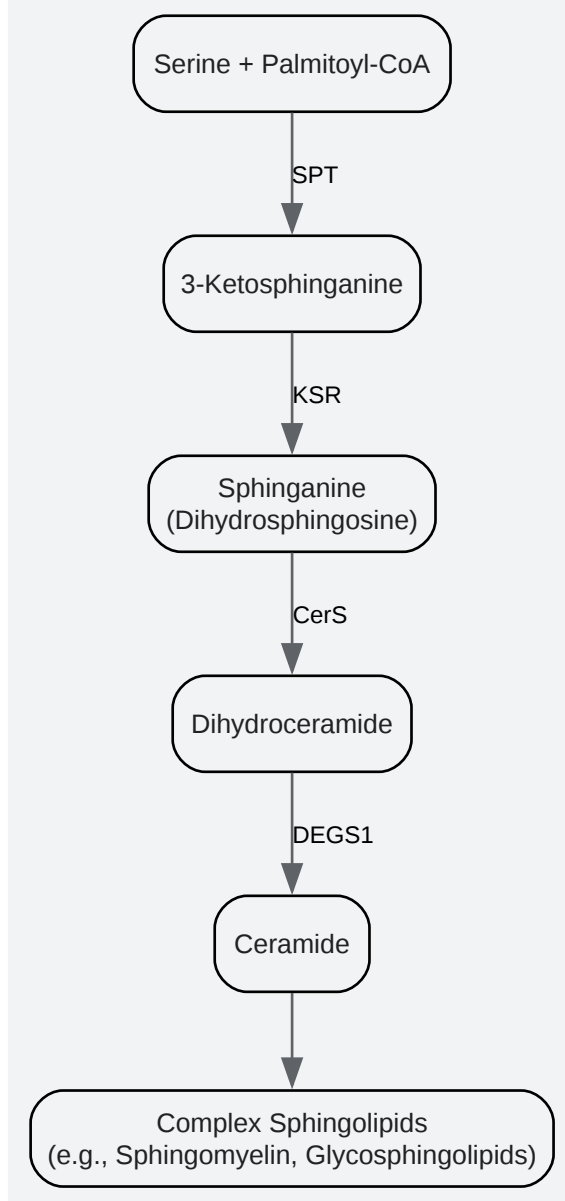 Serine + Palmitoyl-CoA
SPT
3-Ketosphinganine
KSR
Sphinganine
(Dihydrosphingosine)
CerS
Dihydroceramide
DEGS1
Ceramide
Complex Sphingolipids
(e.g., Sphingomyelin, Glycosphingolipids)